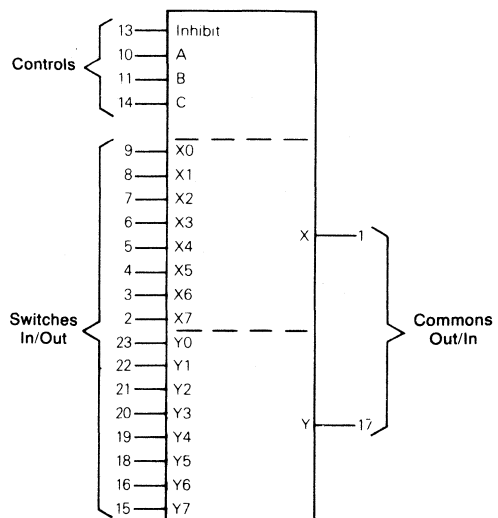 Controls
13 Inhibit
10 A
11 B
14 C
Switches
In/Out
9 X0
8 X1
7 X2
6 X3
5 X4
4 X5
3 X6
2 X7
23 Y0
22 Y1
21 Y2
20 Y3
19 Y4
18 Y5
16 Y6
15 Y7
X 1
Y 17
Commons
Out/In